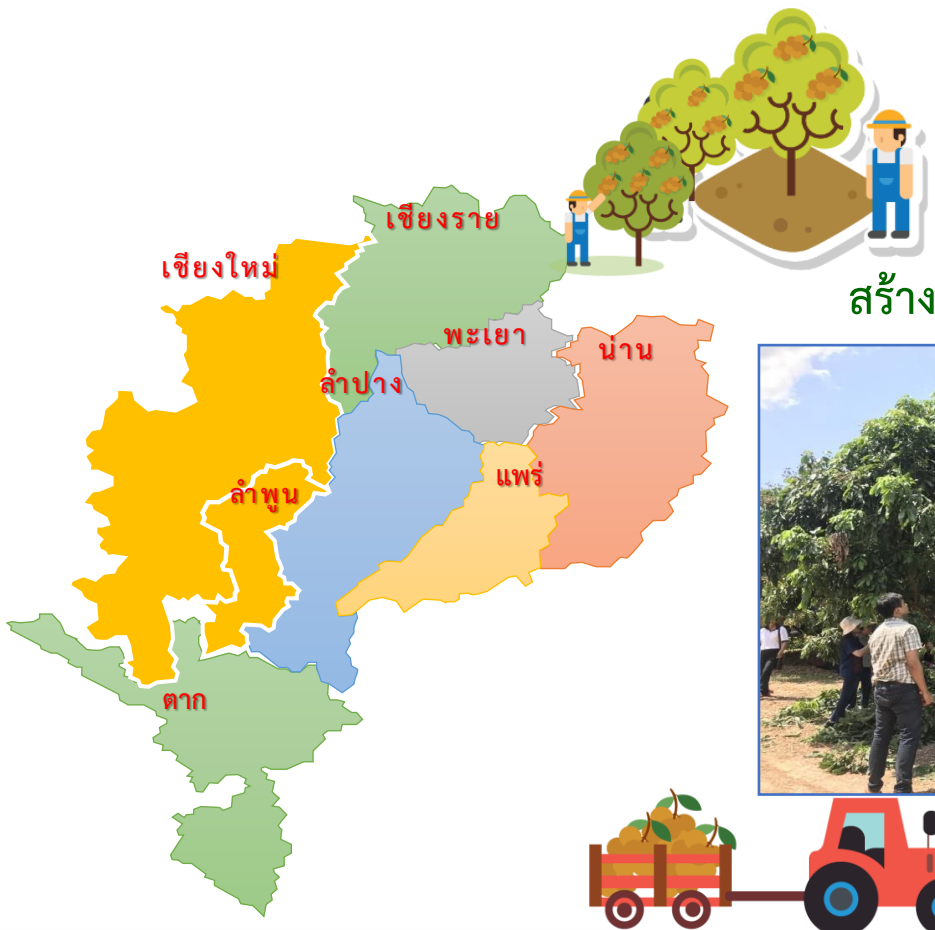 เชียงราย
เชียงใหม่
สร้าง
พะเยา
น่าน
ลำปาง
แพร่
ลำพูน
ตาก